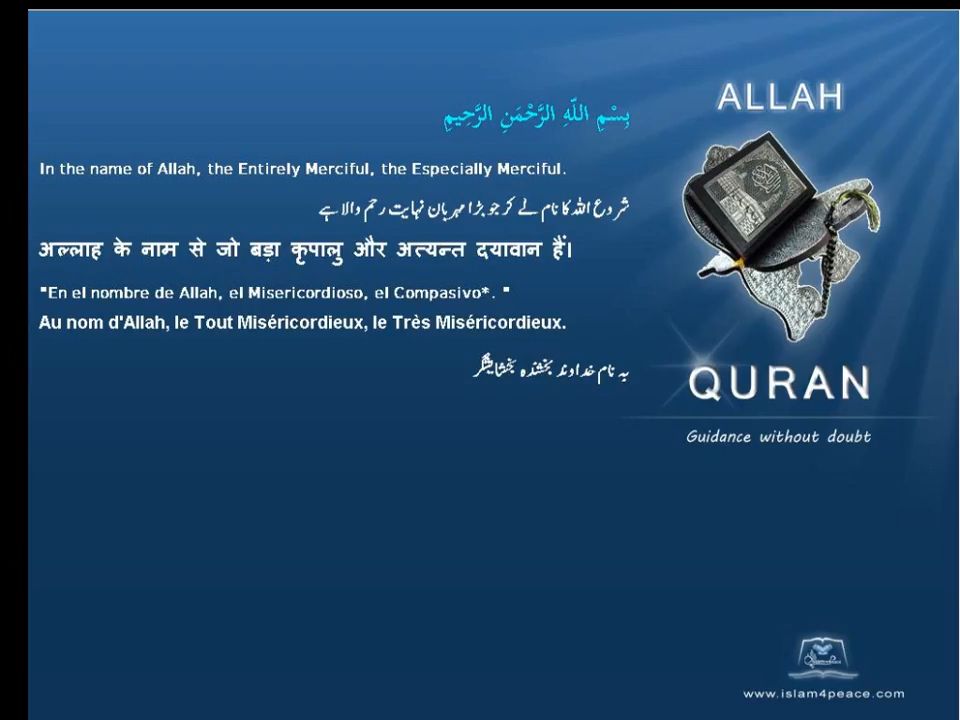 بِسْمِ اللَّهِ الرَّحْمَنِ الرَّحِيمِ
In the name of Allah, the Entirely Merciful, the Especially Merciful.
شروع اللہ کا نام لے کر جو بڑا مہربان نہایت رحم والا ہے
अल्लाह के नाम से जो बड़ा कृपालु और अत्यन्त दयावान हैं।
"En el nombre de Allah, el Misericordioso, el Compasivo*. "
Au nom d'Allah, le Tout Miséricordieux, le Très Miséricordieux.
به نام خداوند بخشنده بخشایشگر
ALLAH
QURAN
Guidance without doubt
www.islam4peace.com